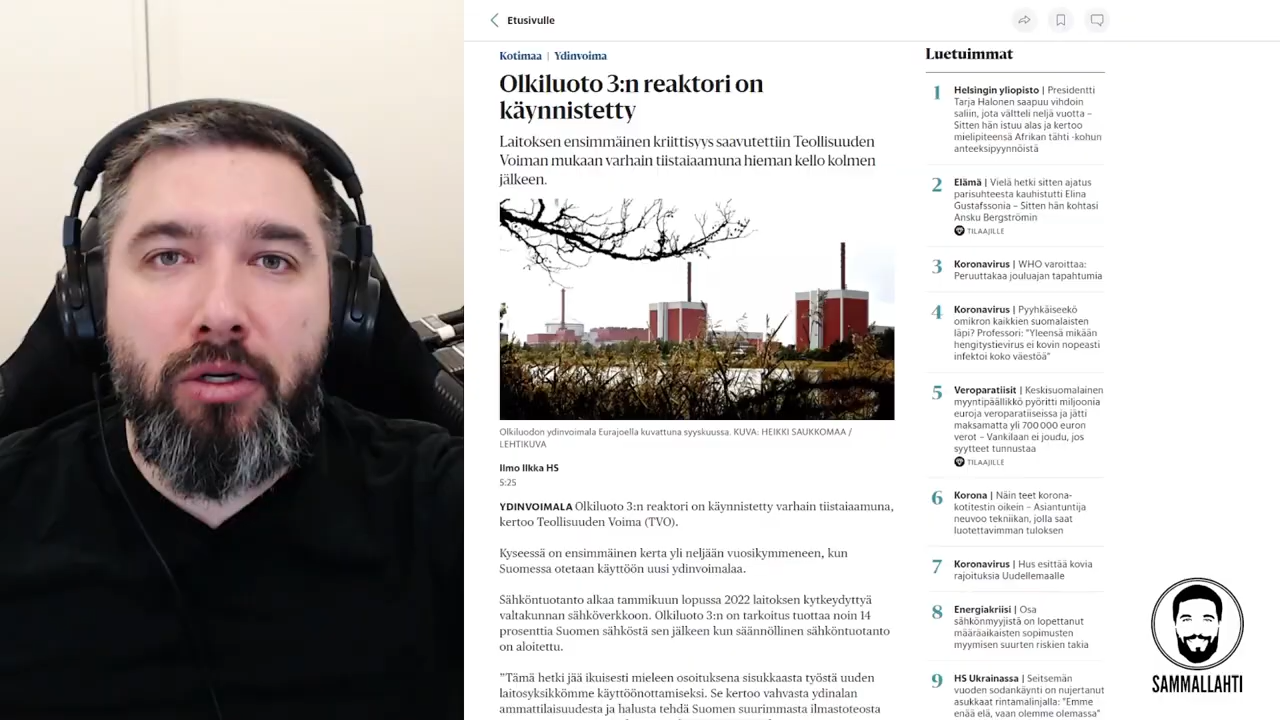 Etusivulle
Kotimaa | Ydinvoima
Olkiluoto 3:n reaktori on
käynnistetty
Laitoksen ensimmäinen kriittisyys saavutettiin Teollisuuden
Voiman mukaan varhain tiistaiaamuna hieman kello kolmen
jälkeen.
Olkiluodon ydinvoimala Eurajoella kuvattuna syyskuussa. KUVA: HEIKKI SAUKKOMAA /
LEHTIKUVA
Ilmo Ilkka HS
5:25
YDINVOIMALA Olkiluoto 3:n reaktori on käynnistetty varhain tiistaiaamuna,
kertoo Teollisuuden Voima (TVO).
Kyseessä on ensimmäinen kerta yli neljään vuosikymmeneen, kun
Suomessa otetaan käyttöön uusi ydinvoimalaa.
Sähköntuotanto alkaa tammikuun lopussa 2022 laitoksen kytkeydyttyä
valtakunnan sähköverkkoon. Olkiluoto 3:n on tarkoitus tuottaa noin 14
prosenttia Suomen sähköstä sen jälkeen kun säännöllinen sähköntuotanto
on aloitettu.
”Tämä hetki jää ikuisesti mieleen osoituksena sisukkaasta työstä uuden
laitosyksikkömme käyttöönottamiseksi. Se kertoo vahvasta ydinalan
ammattilaisuudesta ja halusta tehdä Suomen suurimmasta ilmastoteosta
Luetuimmat
1 Helsingin yliopisto | Presidentti
Tarja Halonen saapuu vihdoin
saliin, jota vältteli neljä vuotta –
Sitten hän istuu alas ja kertoo
mielipiteensä Afrikan tähti -kohun
anteeksipyynnöistä
2 Elämä | Vielä hetki sitten ajatus
parisuhteesta kauhistutti Elina
Gustafssonia – Sitten hän kohtasi
Ansku Bergströmin
TILAAJILLE
3 Koronavirus | WHO varoittaa:
Peruuttakaa jouluajan tapahtumia
4 Koronavirus | Pyyhkäiseekö
omikron kaikkien suomalaisten
läpi? Professori: ”Yleensä mikään
hengitystievirus ei kovin nopeasti
infektoi koko väestöä”
5 Veroparatiisit | Keskisuomalainen
myyntipäällikkö pyöritti miljoonia
euroja veroparatiiseissa ja jätti
maksamatta yli 700 000 euron
verot – Vankilaan ei joudu, jos
syytteet tunnustaa
TILAAJILLE
6 Korona | Näin teet korona-
kotitestin oikein – Asiantuntija
neuvoo tekniikan, jolla saat
luotettavimman tuloksen
7 Koronavirus | Hus esittää kovia
rajoituksia Uudellemaalle
8 Energiakriisi | Osa
sähkönmyyjistä on lopettanut
määräaikaisten sopimusten
myymisen suurten riskien takia
9 HS Ukrainassa | Seitsemän
vuoden sodankäynti on nujertanut
asukkaat rintamalinjalla: ”Emme
enää elä, vaan olemme olemassa”
SAMMALLAHTI